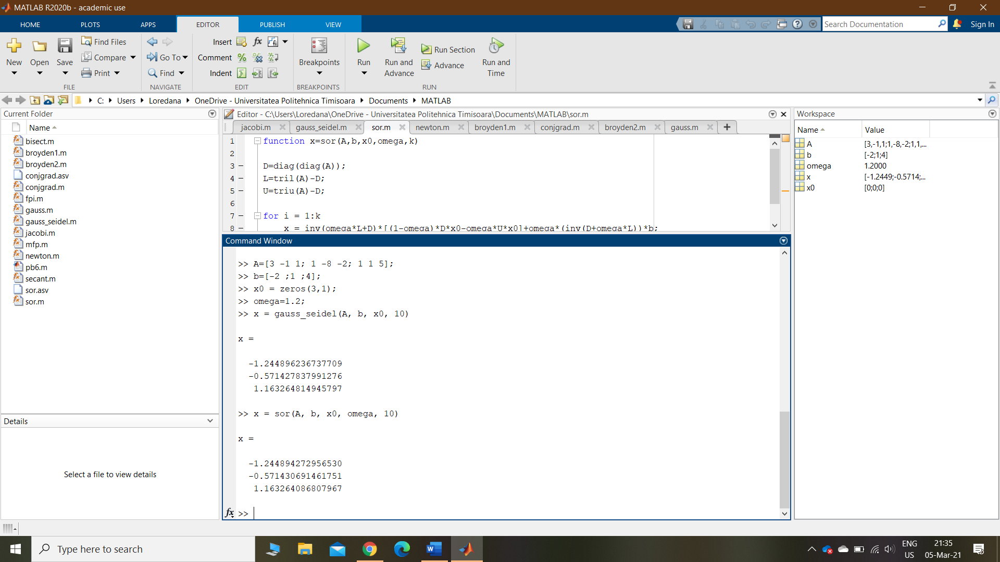 MATLAB R2020b - academic use
HOME PLOTS APPS EDITOR PUBLISH VIEW
Search Documentation
Sign In
New
Open
Save
Find Files
Compare
Print
FILE
Go To
Find
NAVIGATE
Insert
Comment
Indent
EDIT
Breakpoints
BREAKPOINTS
Run
Run and
Advance
Run Section
Advance
Run and
Time
RUN
C: Users Loredana OneDrive - Universitatea Politehnica Timisoara Documents MATLAB
Current Folder
Name
bisect.m
broyden1.m
broyden2.m
conjgrad.asv
conjgrad.m
fpi.m
gauss.m
gauss_seidel.m
jacobi.m
mfp.m
newton.m
pb6.m
secant.m
sor.asv
sor.m
Details
Select a file to view details
Editor - C:\Users\Loredana\OneDrive - Universitatea Politehnica Timisoara\Documents\MATLAB\sor.m
jacobi.m gauss_seidel.m sor.m newton.m broyden1.m conjgrad.m broyden2.m gauss.m
1 function x=sor(A,b,x0,omega,k)
2
3 D=diag(diag(A));
4 L=tril(A)-D;
5 U=triu(A)-D;
6
7 for i = 1:k
8 x = inv(omega*L+D)*[(1-omega)*D*x0-omega*U*x0]+omega*(inv(D+omega*L))*b;
Command Window
>> A=[3 -1 1; 1 -8 -2; 1 1 5];
>> b=[-2 ;1 ;4];
>> x0 = zeros(3,1);
>> omega=1.2;
>> x = gauss_seidel(A, b, x0, 10)
x =
-1.244896236737709
-0.571427837991276
1.163264814945797
>> x = sor(A, b, x0, omega, 10)
x =
-1.244894272956530
-0.571430691461751
1.163264086807967
fx >>
Workspace
Name Value
A [3,-1,1;1,-8,-2;1,1,...
b [-2;1;4]
omega 1.2000
x [-1.2449;-0.5714;...
x0 [0;0;0]
Type here to search
ENG
US
21:35
05-Mar-21